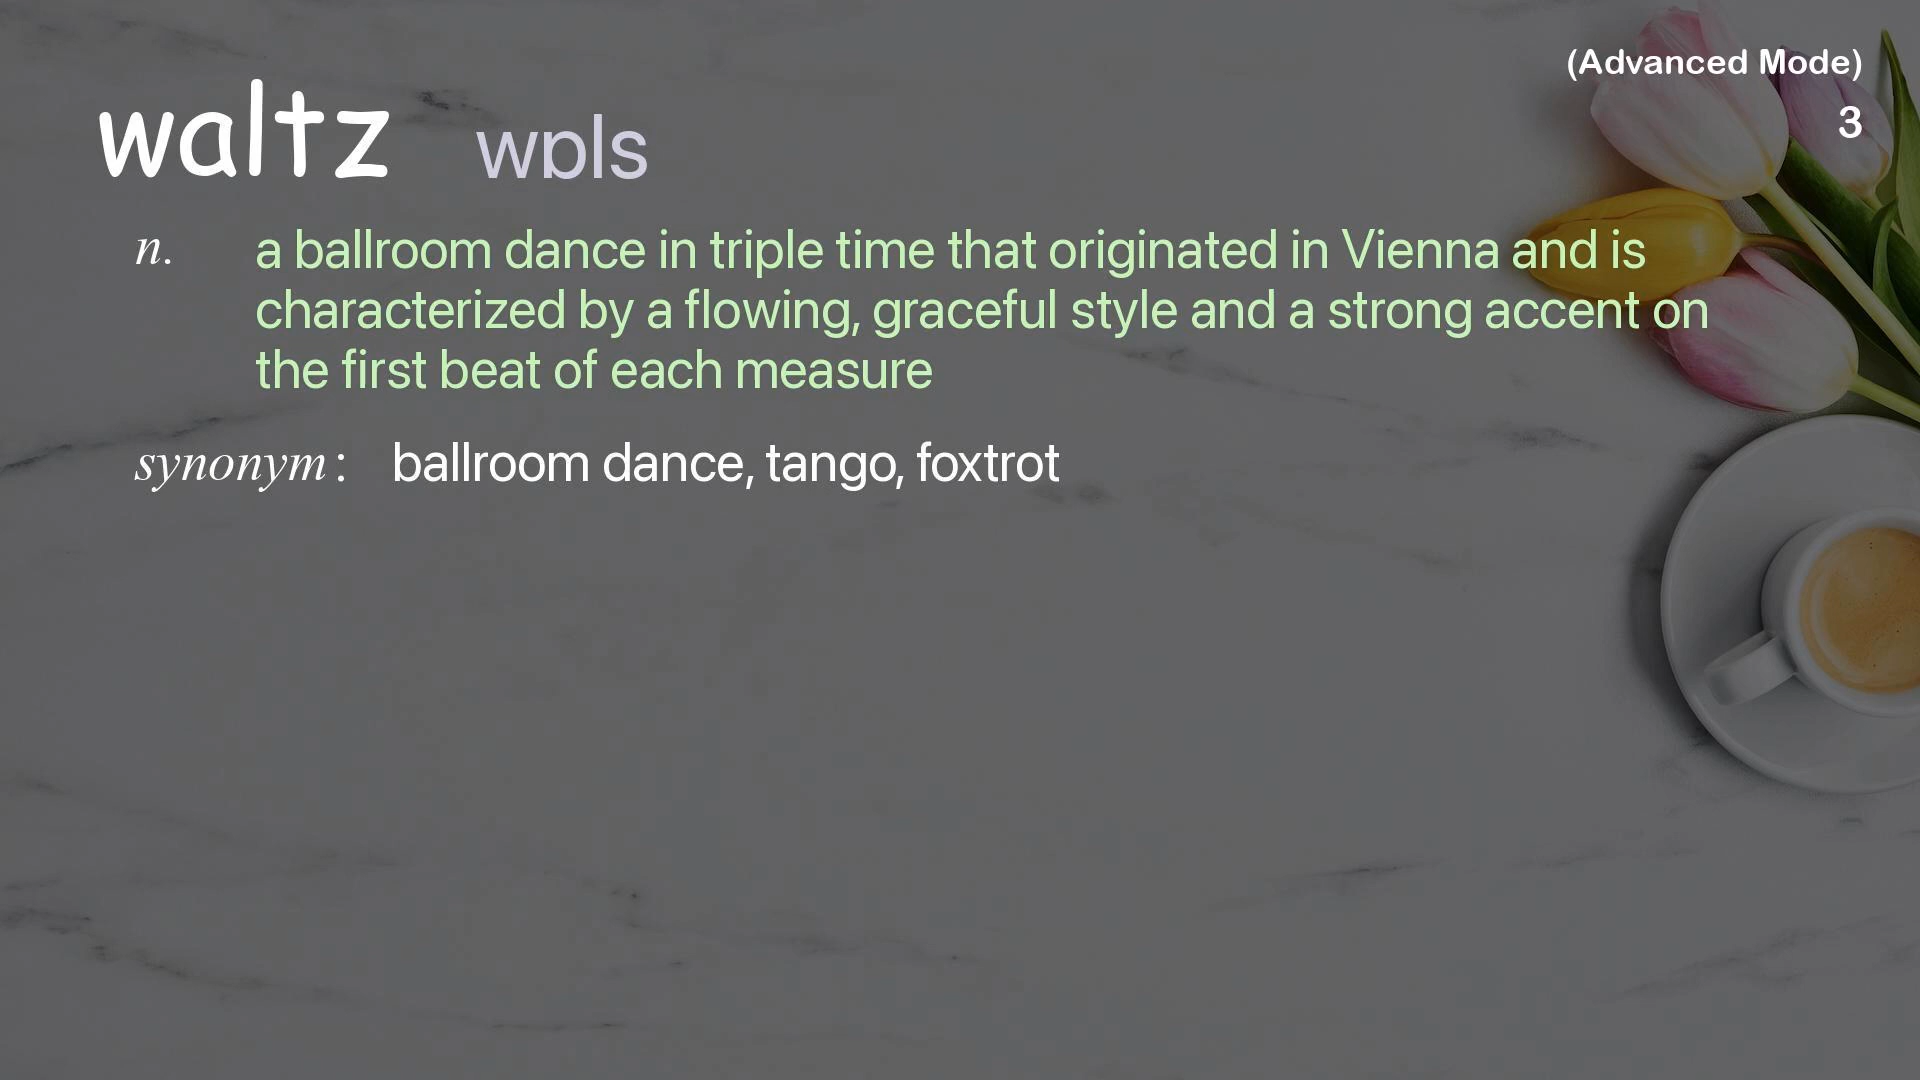 (Advanced Mode)
3
waltz wɒls
n. a ballroom dance in triple time that originated in Vienna and is
characterized by a flowing, graceful style and a strong accent on
the first beat of each measure
synonym : ballroom dance, tango, foxtrot